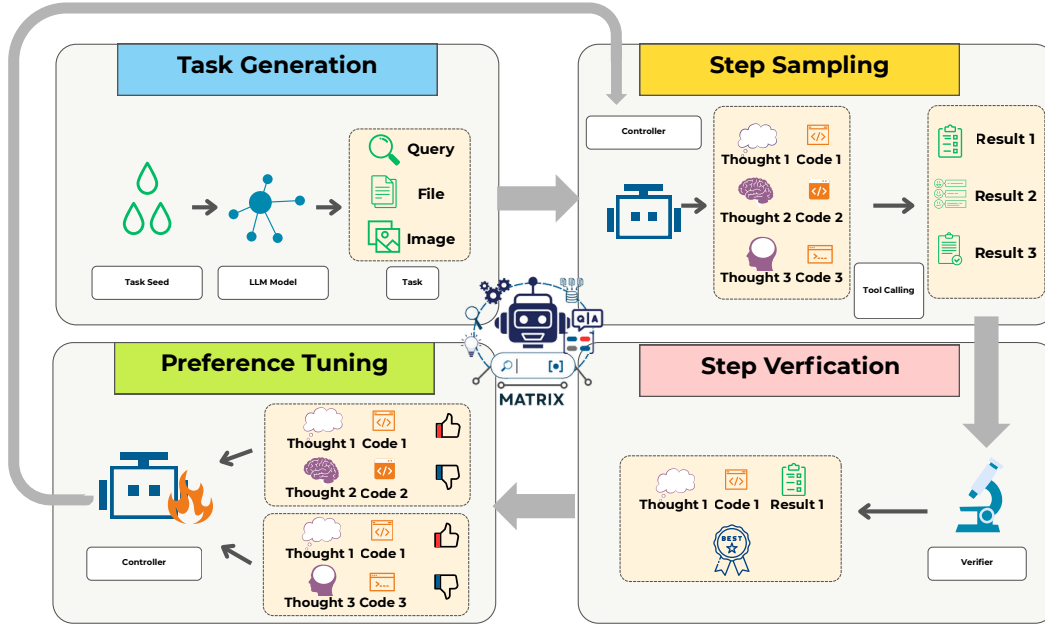 Task Generation
Query
File
Image
Task Seed
LLM Model
Task
Step Sampling
Controller
Thought 1 Code 1
Thought 2 Code 2
Thought 3 Code 3
Tool Calling
Result 1
Result 2
Result 3
Q|A
MATRIX
Preference Tuning
Thought 1 Code 1
Thought 2 Code 2
Thought 1 Code 1
Thought 3 Code 3
Controller
Step Verfication
Thought 1 Code 1 Result 1
BEST
Verifier